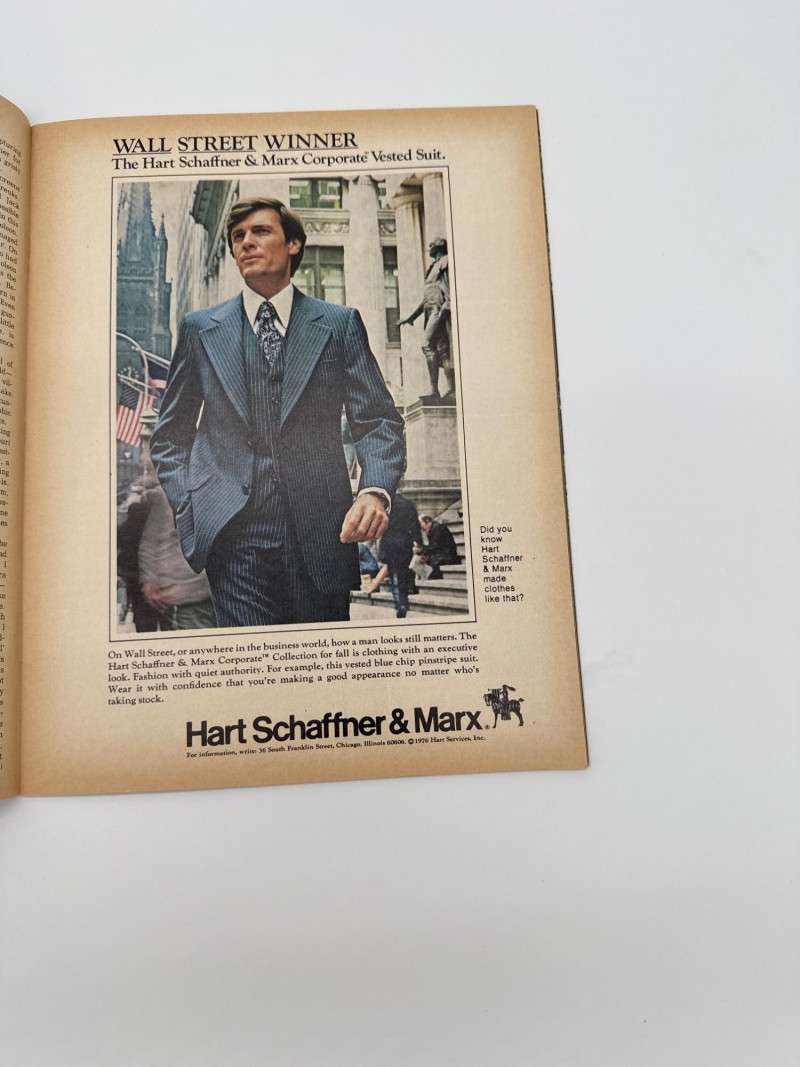 WALL STREET WINNER
The Hart Schaffner & Marx Corporate™ Vested Suit.
Did you
know
Hart
Schaffner
& Marx
made
clothes
like that?
On Wall Street, or anywhere in the business world, how a man looks still matters. The
Hart Schaffner & Marx Corporate™ Collection for fall is clothing with an executive
look. Fashion with quiet authority. For example, this vested blue chip pinstripe suit.
Wear it with confidence that you're making a good appearance no matter who's
taking stock.
Hart Schaffner & Marx®
For information, write: 36 South Franklin Street, Chicago, Illinois 60606. © 1976 Hart Services, Inc.